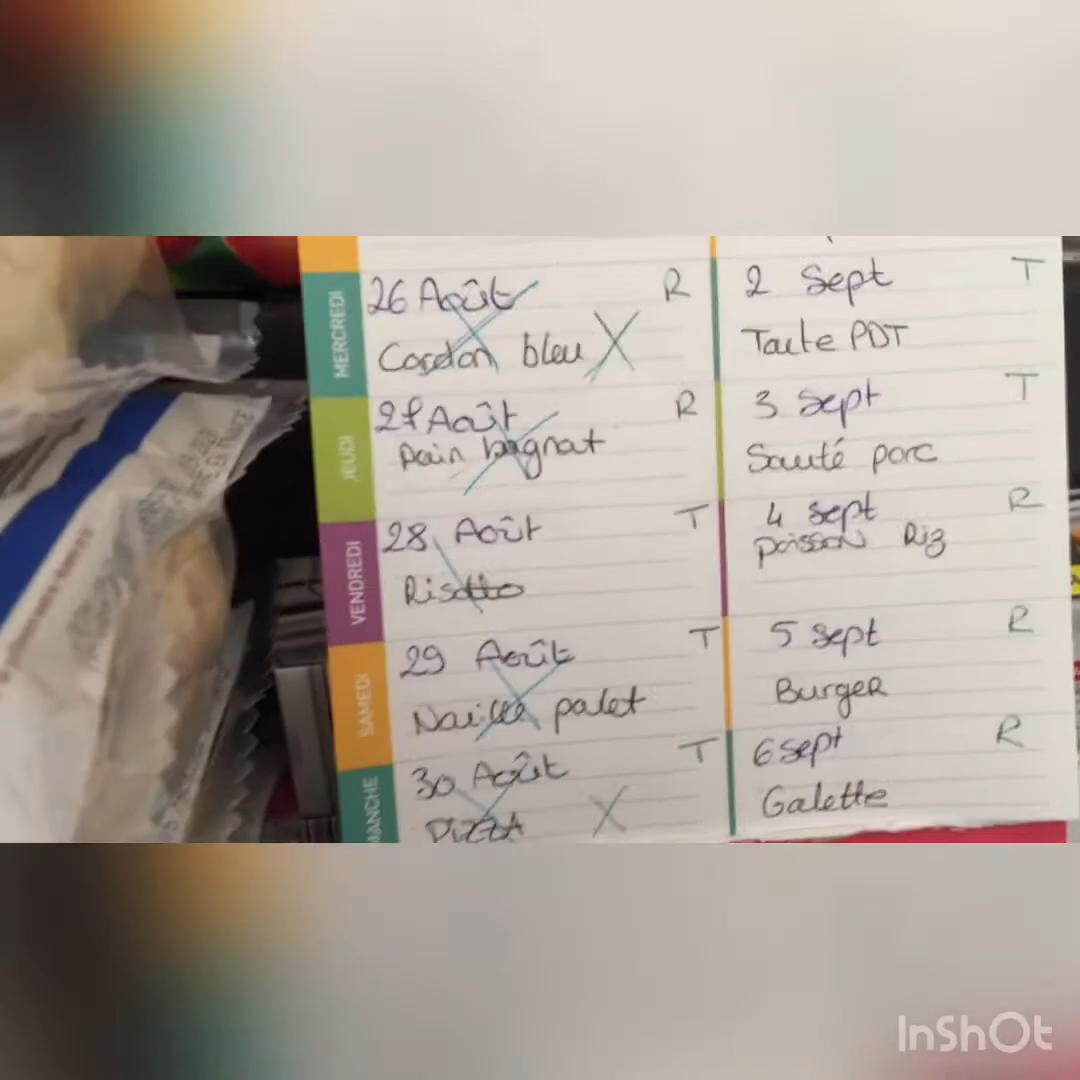 MERCREDI
26 Août R
Cordon bleu X
2 Sept T
Tarte PDT
JEUDI
27 Août R
Pain bagnat
3 Sept T
Sauté porc
VENDREDI
28 Août T
Risotto
4 Sept R
Poisson Riz
SAMEDI
29 Août T
palet
5 Sept R
Burger
MANCHE
30 Août T
PIZZA X
6 Sept R
Galette
InShOt